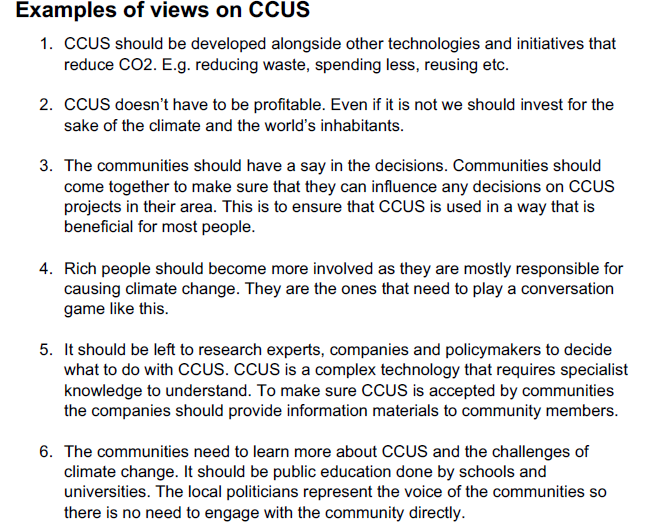 Examples of views on CCUS
1. CCUS should be developed alongside other technologies and initiatives that
reduce CO2. E.g. reducing waste, spending less, reusing etc.
2. CCUS doesn’t have to be profitable. Even if it is not we should invest for the
sake of the climate and the world’s inhabitants.
3. The communities should have a say in the decisions. Communities should
come together to make sure that they can influence any decisions on CCUS
projects in their area. This is to ensure that CCUS is used in a way that is
beneficial for most people.
4. Rich people should become more involved as they are mostly responsible for
causing climate change. They are the ones that need to play a conversation
game like this.
5. It should be left to research experts, companies and policymakers to decide
what to do with CCUS. CCUS is a complex technology that requires specialist
knowledge to understand. To make sure CCUS is accepted by communities
the companies should provide information materials to community members.
6. The communities need to learn more about CCUS and the challenges of
climate change. It should be public education done by schools and
universities. The local politicians represent the voice of the communities so
there is no need to engage with the community directly.